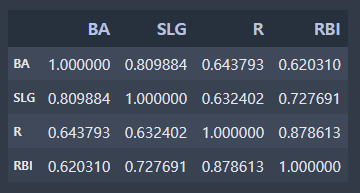 BA SLG R RBI
BA 1.000000 0.809884 0.643793 0.620310
SLG 0.809884 1.000000 0.632402 0.727691
R 0.643793 0.632402 1.000000 0.878613
RBI 0.620310 0.727691 0.878613 1.000000